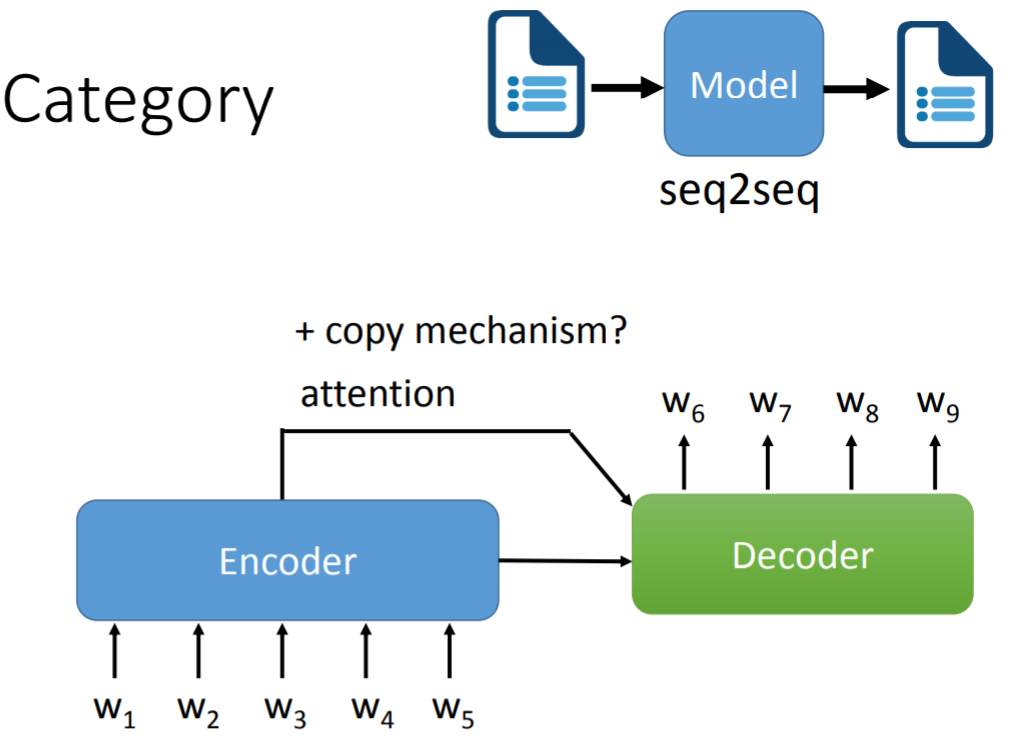 Category
Model
seq2seq
+ copy mechanism?
attention
w₆ w₇ w₈ w₉
Encoder
Decoder
w₁ w₂ w₃ w₄ w₅